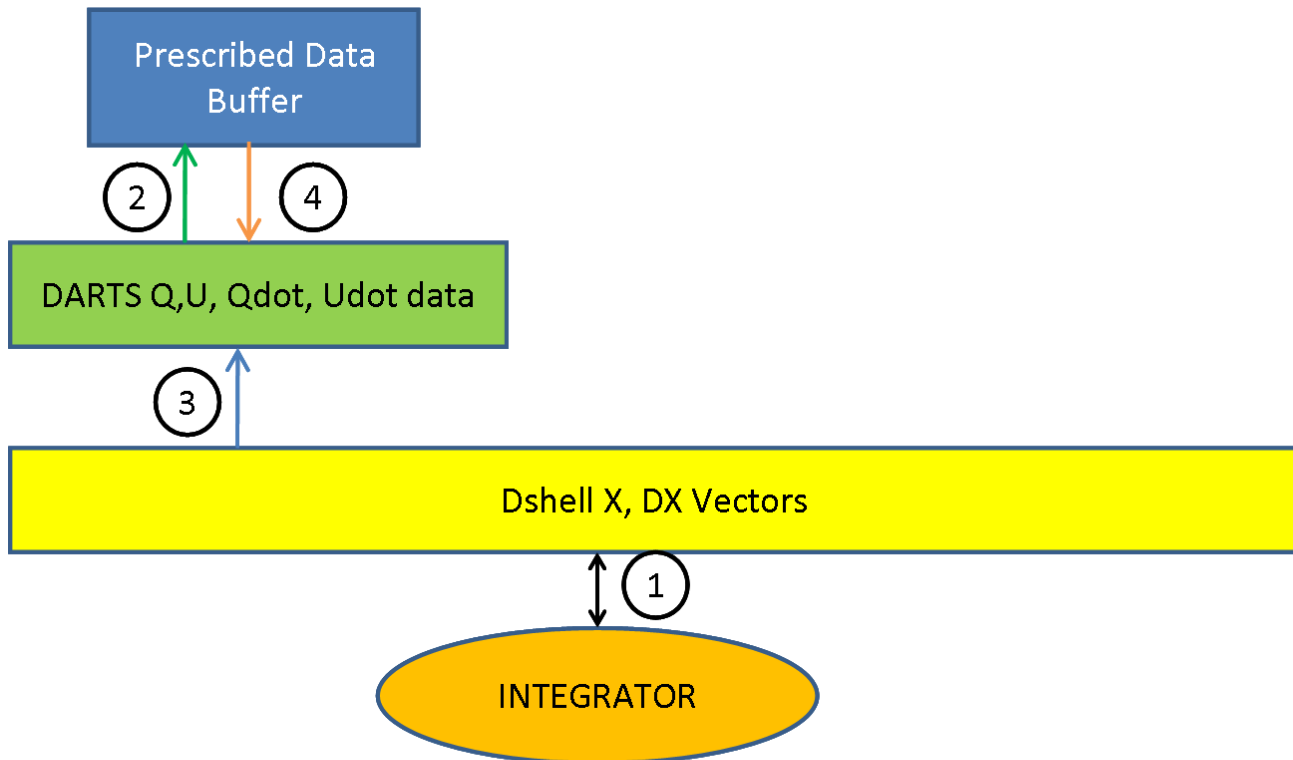 Prescribed Data
Buffer
2
4
DARTS Q,U, Qdot, Udot data
3
Dshell X, DX Vectors
1
INTEGRATOR